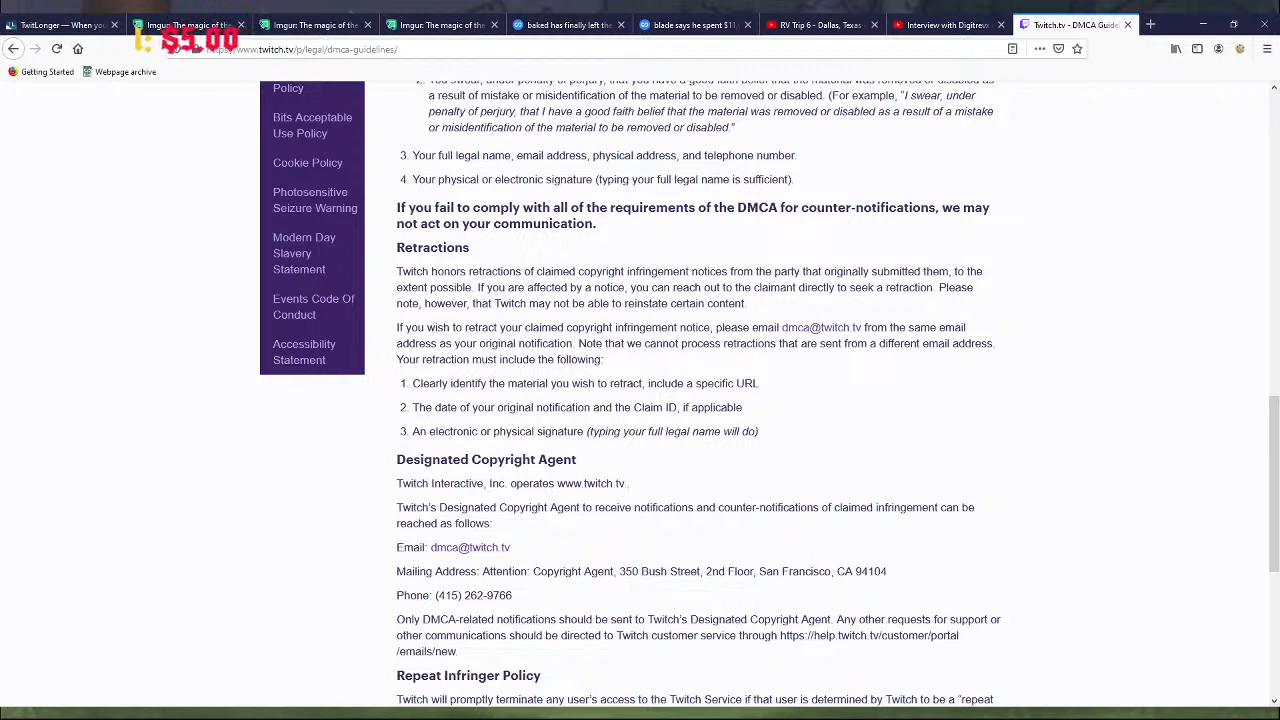 TwitLonger — When you
Imgur: The magic of the
Imgur: The magic of the
Imgur: The magic of the
baked has finally left the
blade says he spent $11,
RV Trip 6 - Dallas, Texas
Interview with Digitreve
Twitch.tv - DMCA Guide
$5.00
www.twitch.tv/p/legal/dmca-guidelines/
Getting Started
Webpage archive
Policy
Bits Acceptable
Use Policy
Cookie Policy
Photosensitive
Seizure Warning
Modern Day
Slavery
Statement
Events Code Of
Conduct
Accessibility
Statement
2. You swear, under penalty of perjury, that you have a good faith belief that the material was removed or disabled as
a result of mistake or misidentification of the material to be removed or disabled. (For example, “I swear, under
penalty of perjury, that I have a good faith belief that the material was removed or disabled as a result of a mistake
or misidentification of the material to be removed or disabled.”
3. Your full legal name, email address, physical address, and telephone number.
4. Your physical or electronic signature (typing your full legal name is sufficient).
If you fail to comply with all of the requirements of the DMCA for counter-notifications, we may
not act on your communication.
Retractions
Twitch honors retractions of claimed copyright infringement notices from the party that originally submitted them, to the
extent possible. If you are affected by a notice, you can reach out to the claimant directly to seek a retraction. Please
note, however, that Twitch may not be able to reinstate certain content.
If you wish to retract your claimed copyright infringement notice, please email dmca@twitch.tv from the same email
address as your original notification. Note that we cannot process retractions that are sent from a different email address.
Your retraction must include the following:
1. Clearly identify the material you wish to retract, include a specific URL
2. The date of your original notification and the Claim ID, if applicable
3. An electronic or physical signature (typing your full legal name will do)
Designated Copyright Agent
Twitch Interactive, Inc. operates www.twitch.tv..
Twitch’s Designated Copyright Agent to receive notifications and counter-notifications of claimed infringement can be
reached as follows:
Email: dmca@twitch.tv
Mailing Address: Attention: Copyright Agent, 350 Bush Street, 2nd Floor, San Francisco, CA 94104
Phone: (415) 262-9766
Only DMCA-related notifications should be sent to Twitch’s Designated Copyright Agent. Any other requests for support or
other communications should be directed to Twitch customer service through https://help.twitch.tv/customer/portal
/emails/new.
Repeat Infringer Policy
Twitch will promptly terminate any user’s access to the Twitch Service if that user is determined by Twitch to be a “repeat